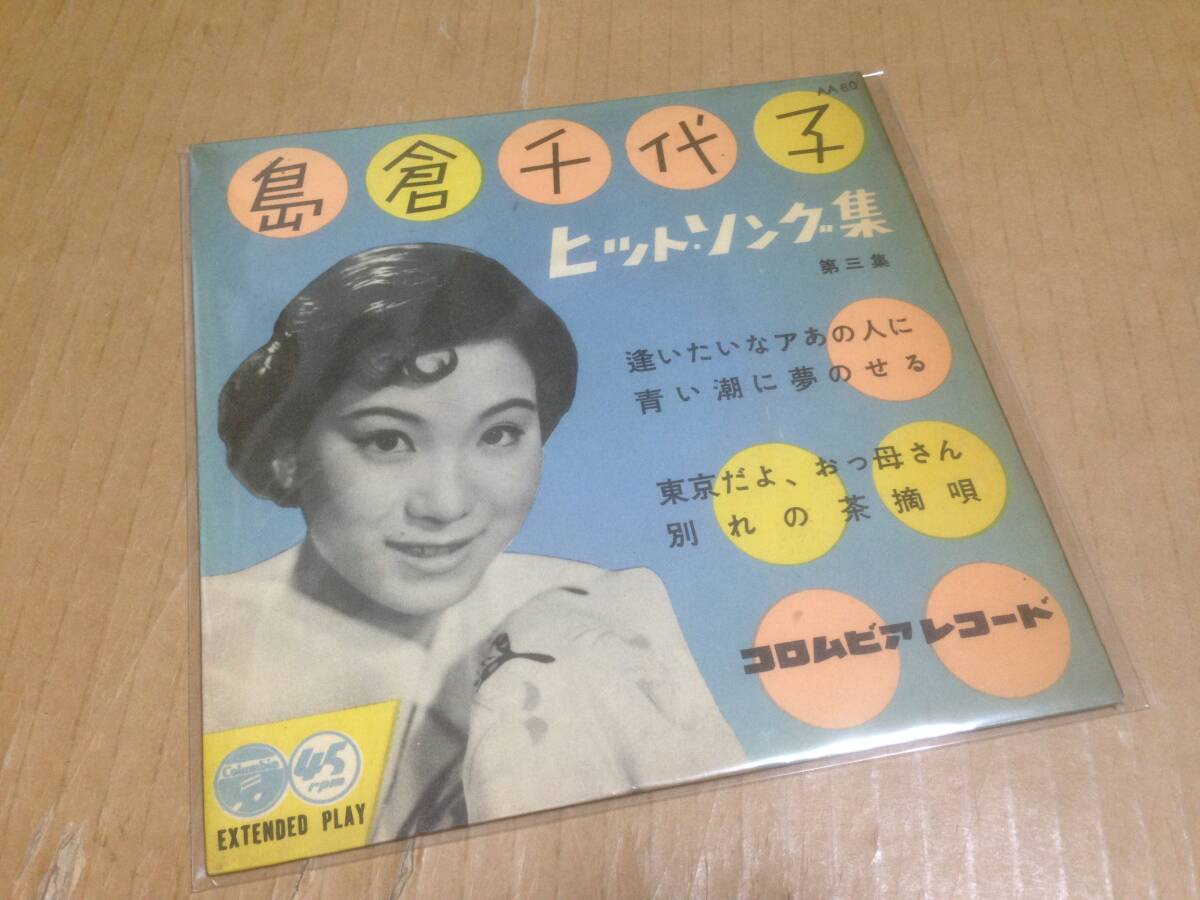 AA 60
島倉千代子
ヒット・ソング集
第三集
逢いたいなアあの人に
青い潮に夢のせる
東京だよ、おっ母さん
別れの茶摘唄
コロムビア レコード
Columbia
45
rpm
EXTENDED PLAY